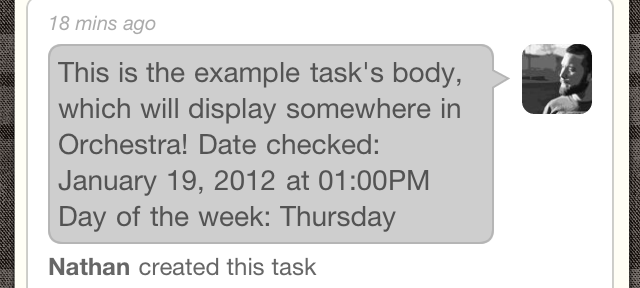 18 mins ago
This is the example task's body,
which will display somewhere in
Orchestra! Date checked:
January 19, 2012 at 01:00PM
Day of the week: Thursday
Nathan created this task